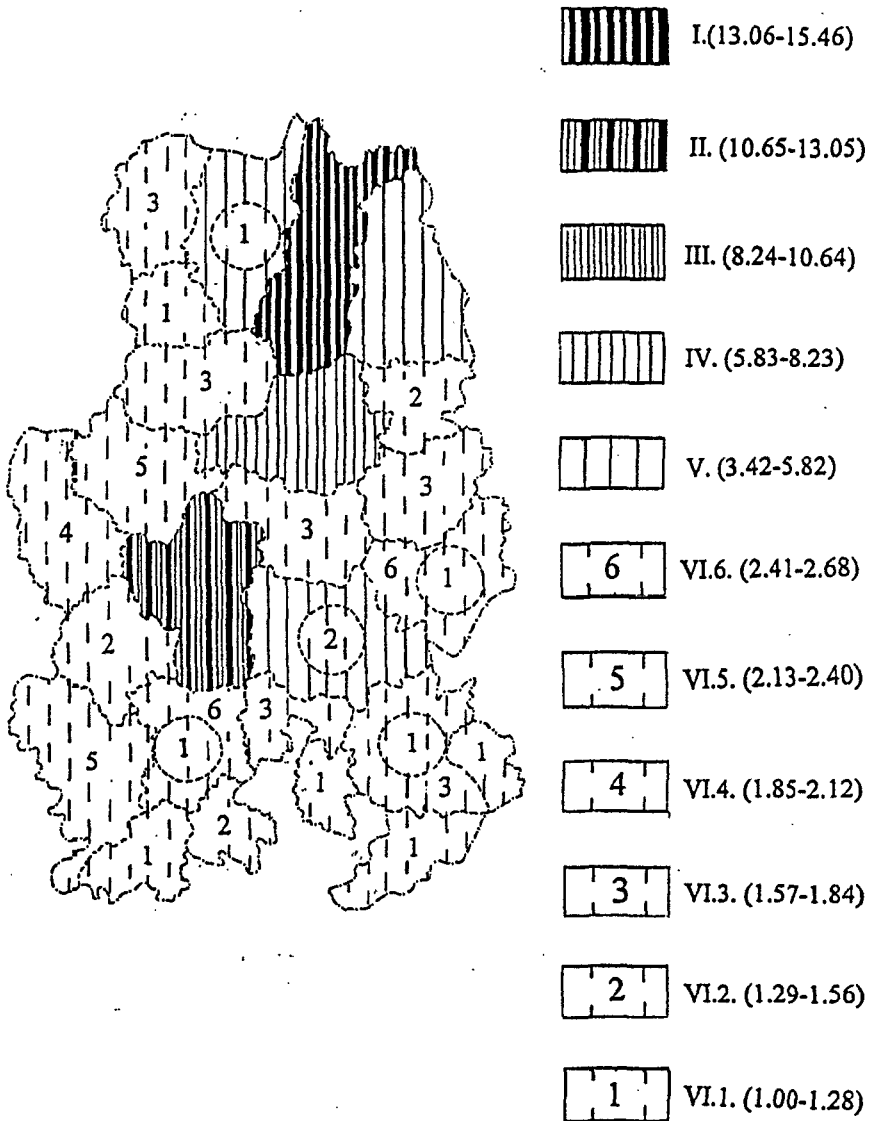 I.(13.06-15.46)
II. (10.65-13.05)
III. (8.24-10.64)
IV. (5.83-8.23)
V. (3.42-5.82)
6 VI.6. (2.41-2.68)
5 VI.5. (2.13-2.40)
4 VI.4. (1.85-2.12)
3 VI.3. (1.57-1.84)
2 VI.2. (1.29-1.56)
1 VI.1. (1.00-1.28)
3
1
1
3
2
5
3
4
3
6
1
2
2
6
3
1
1
1
5
1
3
2
1
1